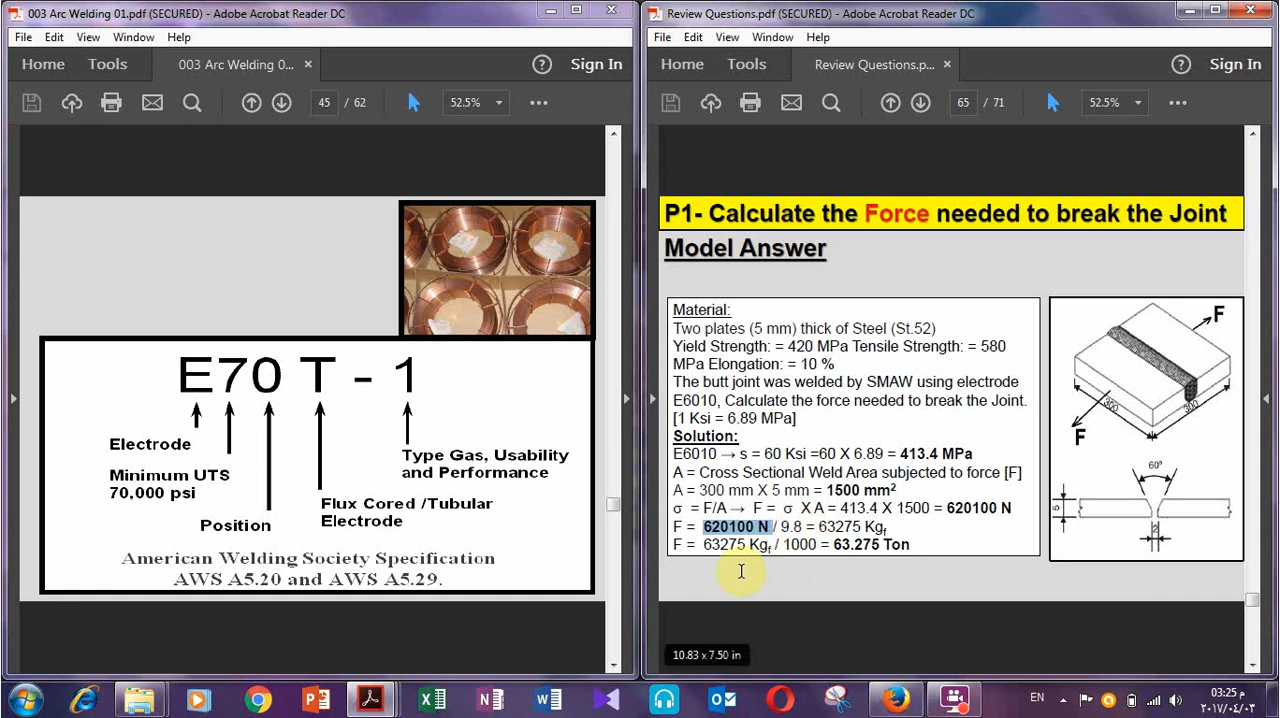 003 Arc Welding 01.pdf (SECURED) - Adobe Acrobat Reader DC
File Edit View Window Help
Home Tools 003 Arc Welding 0... × Sign In
45 / 62 52.5%
E70 T - 1
Electrode
Minimum UTS
70,000 psi
Position
Flux Cored /Tubular
Electrode
Type Gas, Usability
and Performance
American Welding Society Specification
AWS A5.20 and AWS A5.29.
Review Questions.pdf (SECURED) - Adobe Acrobat Reader DC
File Edit View Window Help
Home Tools Review Questions.p... × Sign In
65 / 71 52.5%
P1- Calculate the Force needed to break the Joint
Model Answer
Material:
Two plates (5 mm) thick of Steel (St.52)
Yield Strength: = 420 MPa Tensile Strength: = 580
MPa Elongation: = 10 %
The butt joint was welded by SMAW using electrode
E6010, Calculate the force needed to break the Joint.
[1 Ksi = 6.89 MPa]
Solution:
E6010 → s = 60 Ksi =60 X 6.89 = 413.4 MPa
A = Cross Sectional Weld Area subjected to force [F]
A = 300 mm X 5 mm = 1500 mm²
σ = F/A → F = σ X A = 413.4 X 1500 = 620100 N
F = 620100 N / 9.8 = 63275 Kgf
F = 63275 Kgf / 1000 = 63.275 Ton
F
300 300
F
60°
5
2
10.83 x 7.50 in
EN
03:25 م
٢٠١٧/٠٤/٠٣